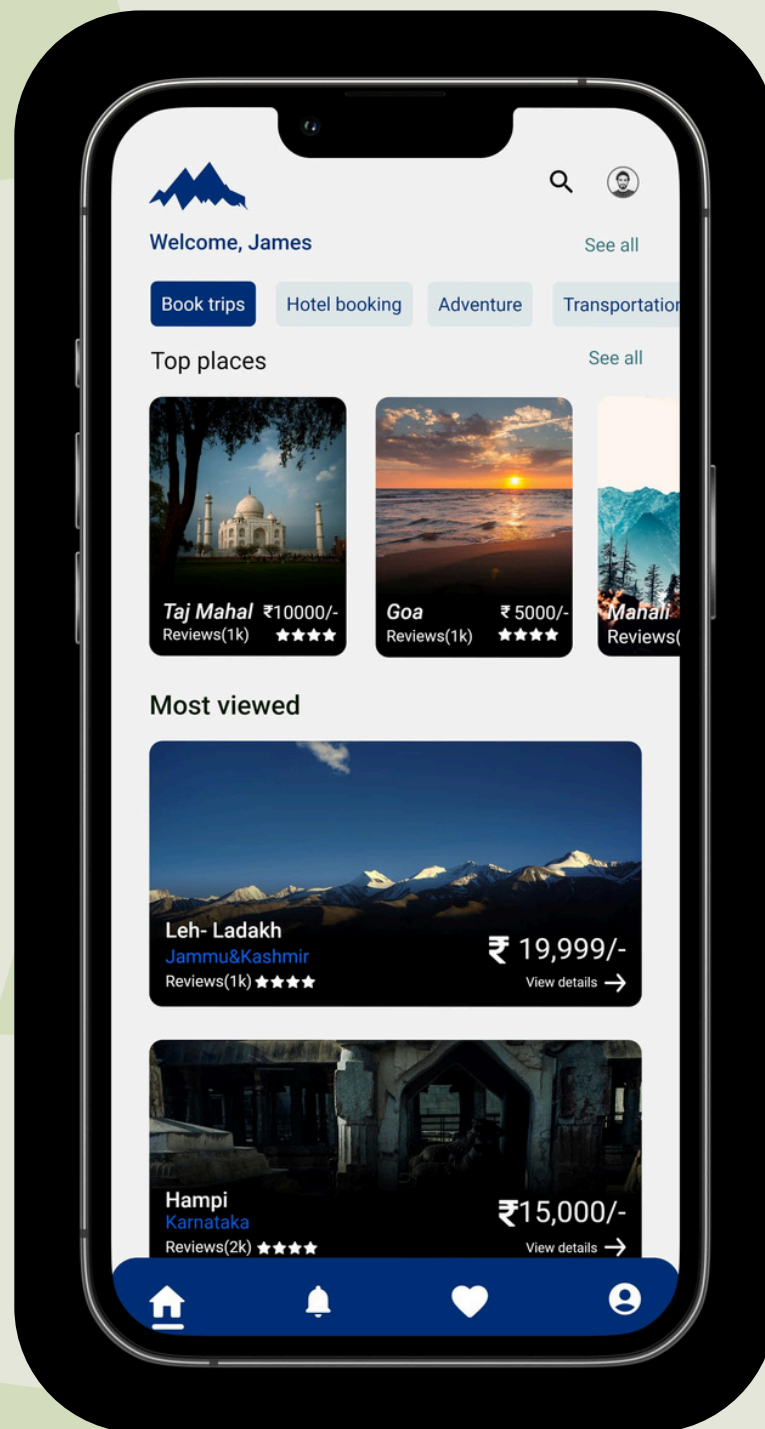 Welcome, James
See all
Book trips
Hotel booking
Adventure
Transportation
Top places
See all
Taj Mahal ₹10000/-
Reviews(1k)
Goa ₹ 5000/-
Reviews(1k)
Manali
Reviews(
Most viewed
Leh- Ladakh
Jammu&Kashmir
Reviews(1k)
₹ 19,999/-
View details
Hampi
Karnataka
Reviews(2k)
₹15,000/-
View details